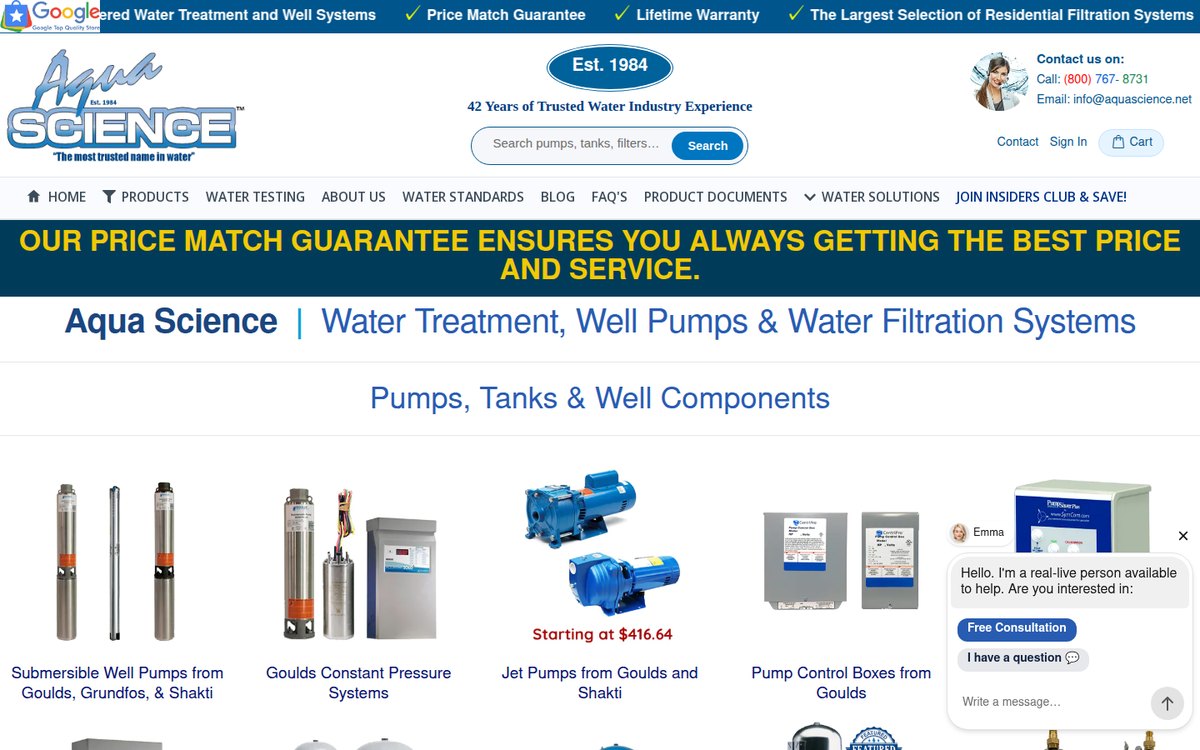 Google
Google Top Quality Store
ered Water Treatment and Well Systems
Price Match Guarantee
Lifetime Warranty
The Largest Selection of Residential Filtration Systems
Aqua
Est. 1984
SCIENCE™
"The most trusted name in water"
Est. 1984
42 Years of Trusted Water Industry Experience
Search pumps, tanks, filters…
Search
Contact us on:
Call: (800) 767- 8731
Email: info@aquascience.net
Contact
Sign In
Cart
HOME
PRODUCTS
WATER TESTING
ABOUT US
WATER STANDARDS
BLOG
FAQ'S
PRODUCT DOCUMENTS
WATER SOLUTIONS
JOIN INSIDERS CLUB & SAVE!
OUR PRICE MATCH GUARANTEE ENSURES YOU ALWAYS GETTING THE BEST PRICE
AND SERVICE.
Aqua Science | Water Treatment, Well Pumps & Water Filtration Systems
Pumps, Tanks & Well Components
Starting at $416.64
Submersible Well Pumps from
Goulds, Grundfos, & Shakti
Goulds Constant Pressure
Systems
Jet Pumps from Goulds and
Shakti
Pump Control Boxes from
Goulds
Emma
Hello. I'm a real-live person available
to help. Are you interested in:
Free Consultation
I have a question 💬
Write a message…
FEATURED